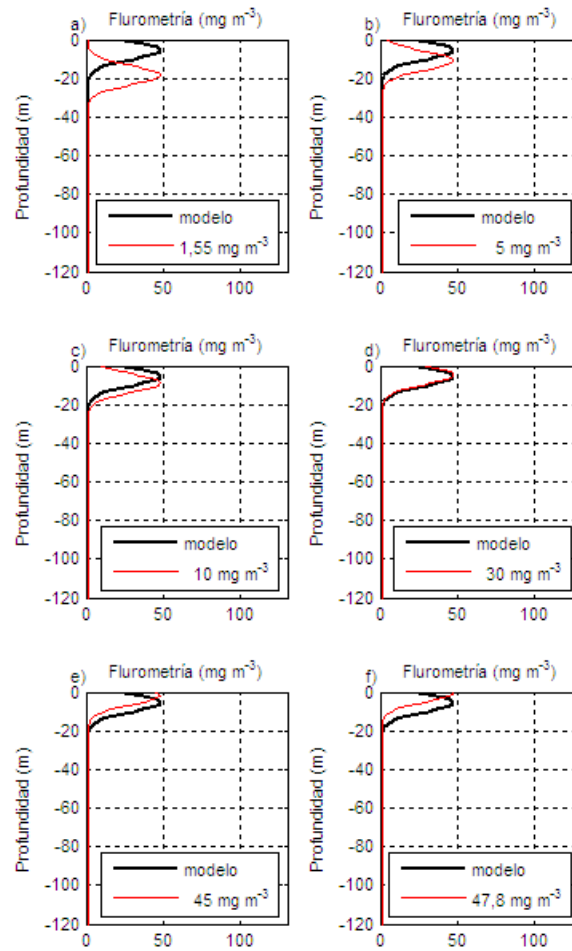 a)
Flurometría (mg m-3)
Profundidad (m)
-0
-20
-40
-60
-80
-100
-120
modelo
1,55 mg m-3
0
50
100
b)
Flurometría (mg m-3)
Profundidad (m)
0
-20
-40
-60
-80
-100
-120
modelo
5 mg m-3
0
50
100
c)
Flurometría (mg m-3)
Profundidad (m)
0
-20
-40
-60
-80
-100
-120
modelo
10 mg m-3
0
50
100
d)
Flurometría (mg m-3)
Profundidad (m)
0
-20
-40
-60
-80
-100
-120
modelo
30 mg m-3
0
50
100
e)
Flurometría (mg m-3)
Profundidad (m)
0
-20
-40
-60
-80
-100
-120
modelo
45 mg m-3
0
50
100
f)
Flurometría (mg m-3)
Profundidad (m)
0
-20
-40
-60
-80
-100
-120
modelo
47,8 mg m-3
0
50
100